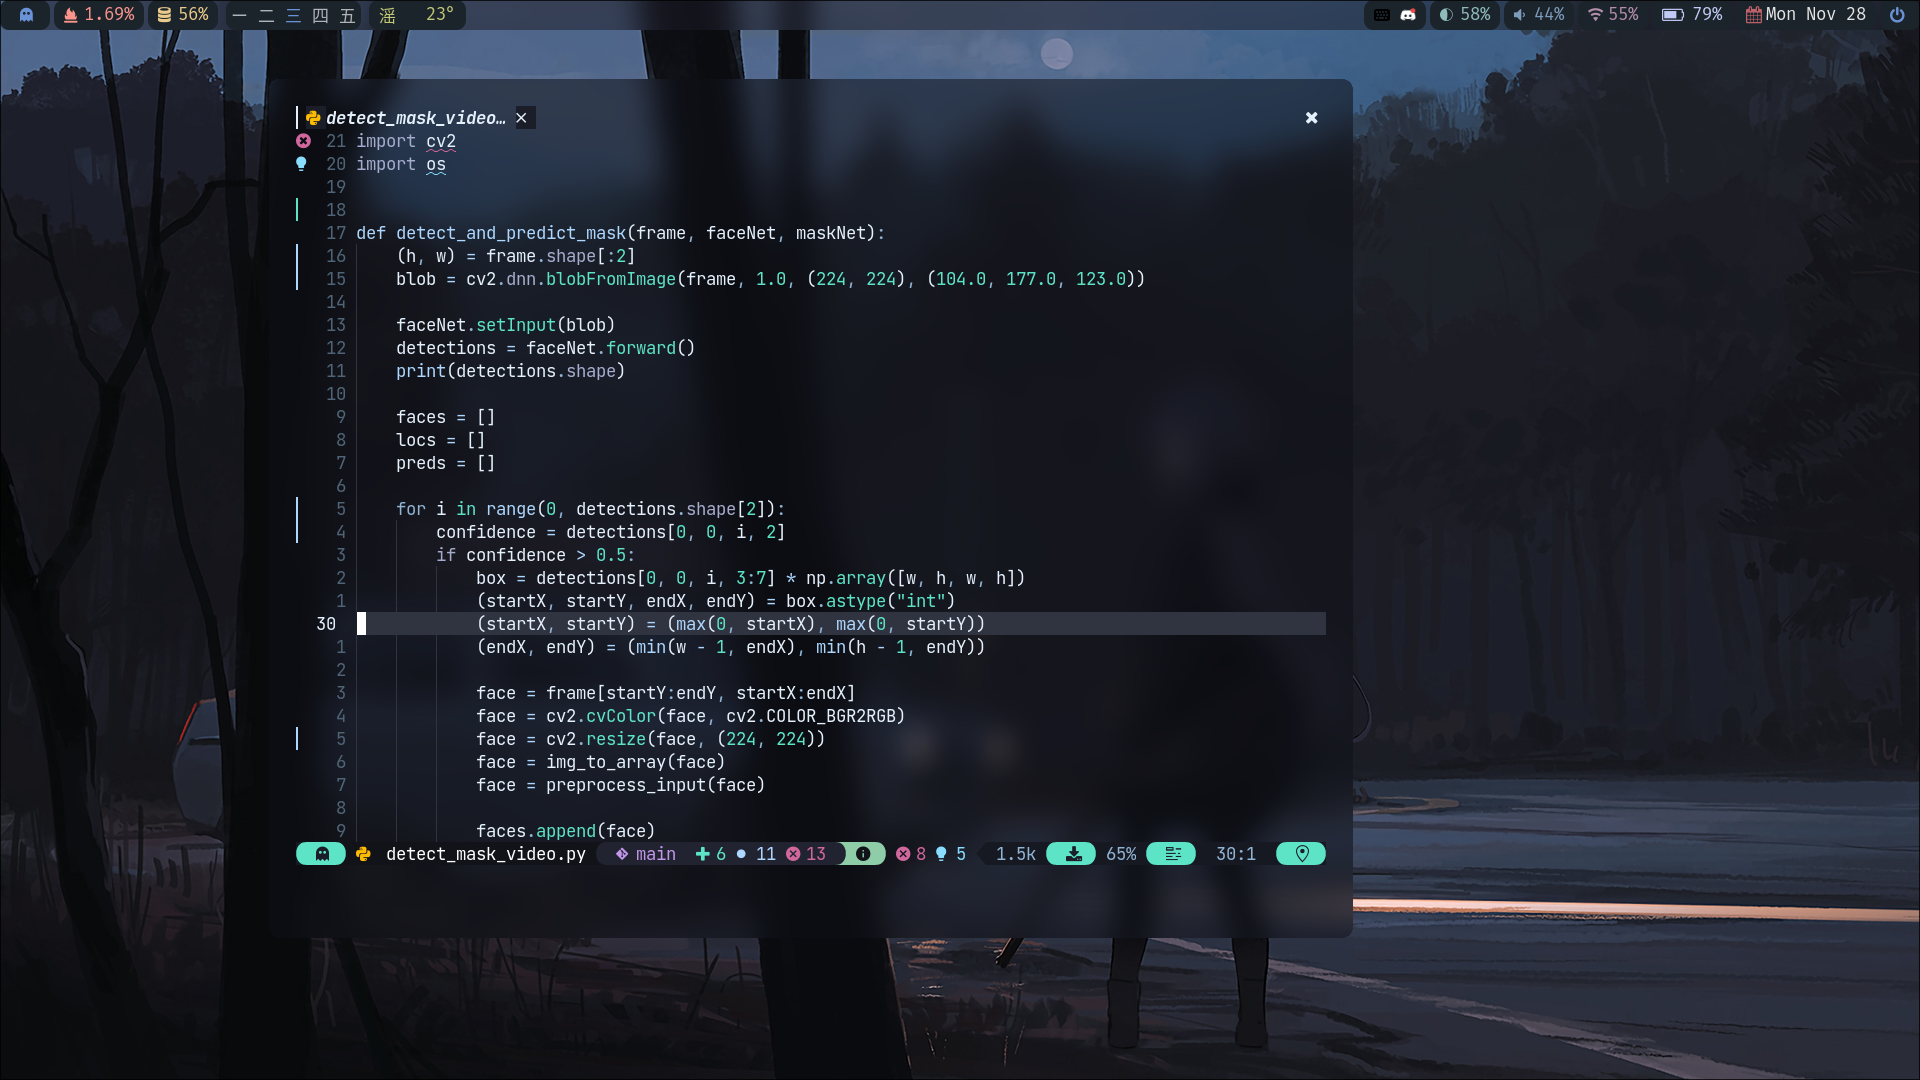 1.69% 56% 一 二 三 四 五 滛 23° 58% 44% 55% 79% Mon Nov 28
detect_mask_video… ×
21 import cv2
20 import os
19
18
17 def detect_and_predict_mask(frame, faceNet, maskNet):
16 (h, w) = frame.shape[:2]
15 blob = cv2.dnn.blobFromImage(frame, 1.0, (224, 224), (104.0, 177.0, 123.0))
14
13 faceNet.setInput(blob)
12 detections = faceNet.forward()
11 print(detections.shape)
10
9 faces = []
8 locs = []
7 preds = []
6
5 for i in range(0, detections.shape[2]):
4 confidence = detections[0, 0, i, 2]
3 if confidence > 0.5:
2 box = detections[0, 0, i, 3:7] * np.array([w, h, w, h])
1 (startX, startY, endX, endY) = box.astype("int")
30 (startX, startY) = (max(0, startX), max(0, startY))
1 (endX, endY) = (min(w - 1, endX), min(h - 1, endY))
2
3 face = frame[startY:endY, startX:endX]
4 face = cv2.cvColor(face, cv2.COLOR_BGR2RGB)
5 face = cv2.resize(face, (224, 224))
6 face = img_to_array(face)
7 face = preprocess_input(face)
8
9 faces.append(face)
detect_mask_video.py main 6 11 13 8 5 1.5k 65% 30:1